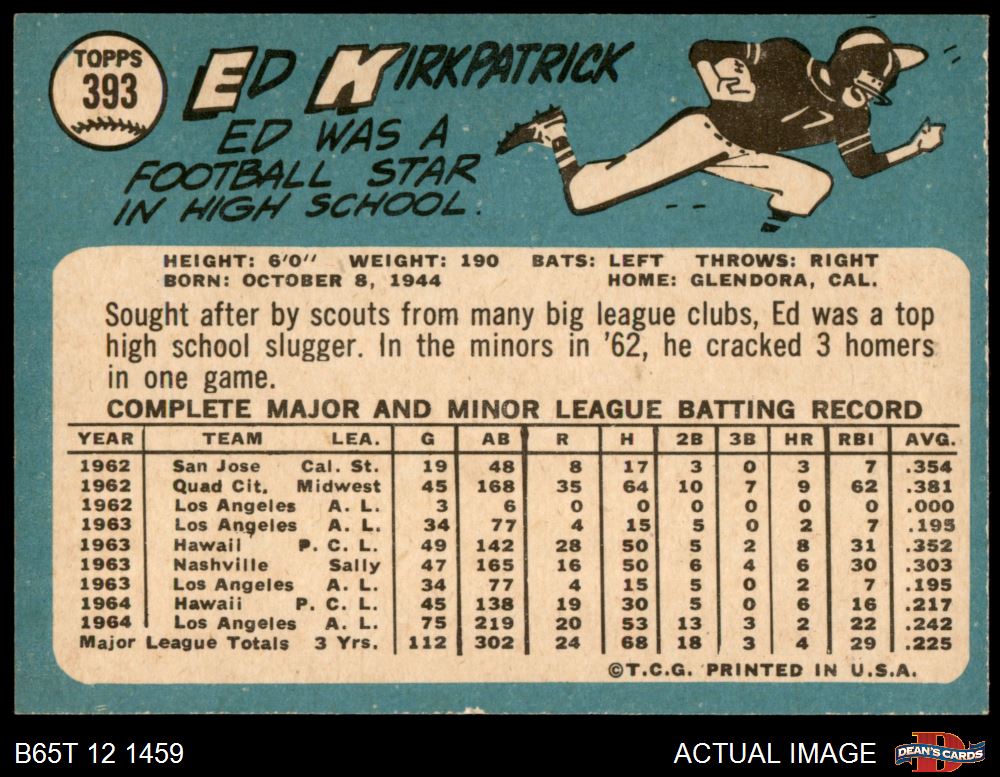 TOPPS
393
ED KIRKPATRICK
ED WAS A
FOOTBALL STAR
IN HIGH SCHOOL.
HEIGHT: 6'0" WEIGHT: 190 BATS: LEFT THROWS: RIGHT
BORN: OCTOBER 8, 1944 HOME: GLENDORA, CAL.
Sought after by scouts from many big league clubs, Ed was a top
high school slugger. In the minors in '62, he cracked 3 homers
in one game.
COMPLETE MAJOR AND MINOR LEAGUE BATTING RECORD
YEAR TEAM LEA. G AB R H 2B 3B HR RBI AVG.
1962 San Jose Cal. St. 19 48 8 17 3 0 3 7 .354
1962 Quad Cit. Midwest 45 168 35 64 10 7 9 62 .381
1962 Los Angeles A. L. 3 6 0 0 0 0 0 0 .000
1963 Los Angeles A. L. 34 77 4 15 5 0 2 7 .195
1963 Hawaii P. C. L. 49 142 28 50 5 2 8 31 .352
1963 Nashville Sally 47 165 16 50 6 4 6 30 .303
1963 Los Angeles A. L. 34 77 4 15 5 0 2 7 .195
1964 Hawaii P. C. L. 45 138 19 30 5 0 6 16 .217
1964 Los Angeles A. L. 75 219 20 53 13 3 2 22 .242
Major League Totals 3 Yrs. 112 302 24 68 18 3 4 29 .225
©T.C.G. PRINTED IN U.S.A.
B65T 12 1459 ACTUAL IMAGE DEAN'S CARDS